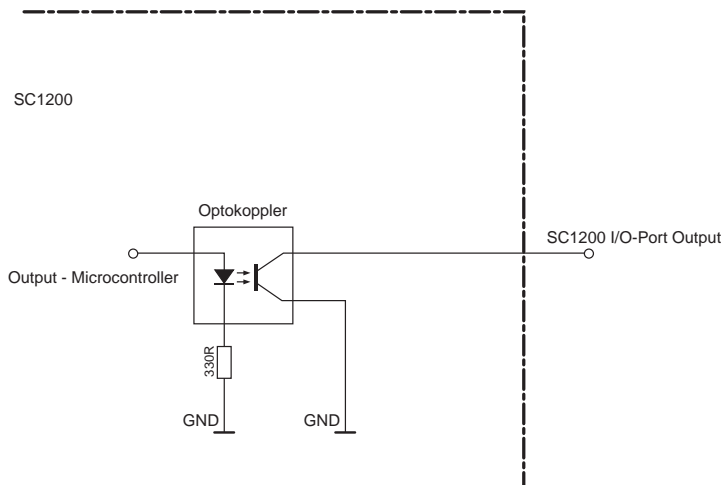 SC1200
Optokoppler
SC1200 I/O-Port Output
Output - Microcontroller
330R
GND
GND